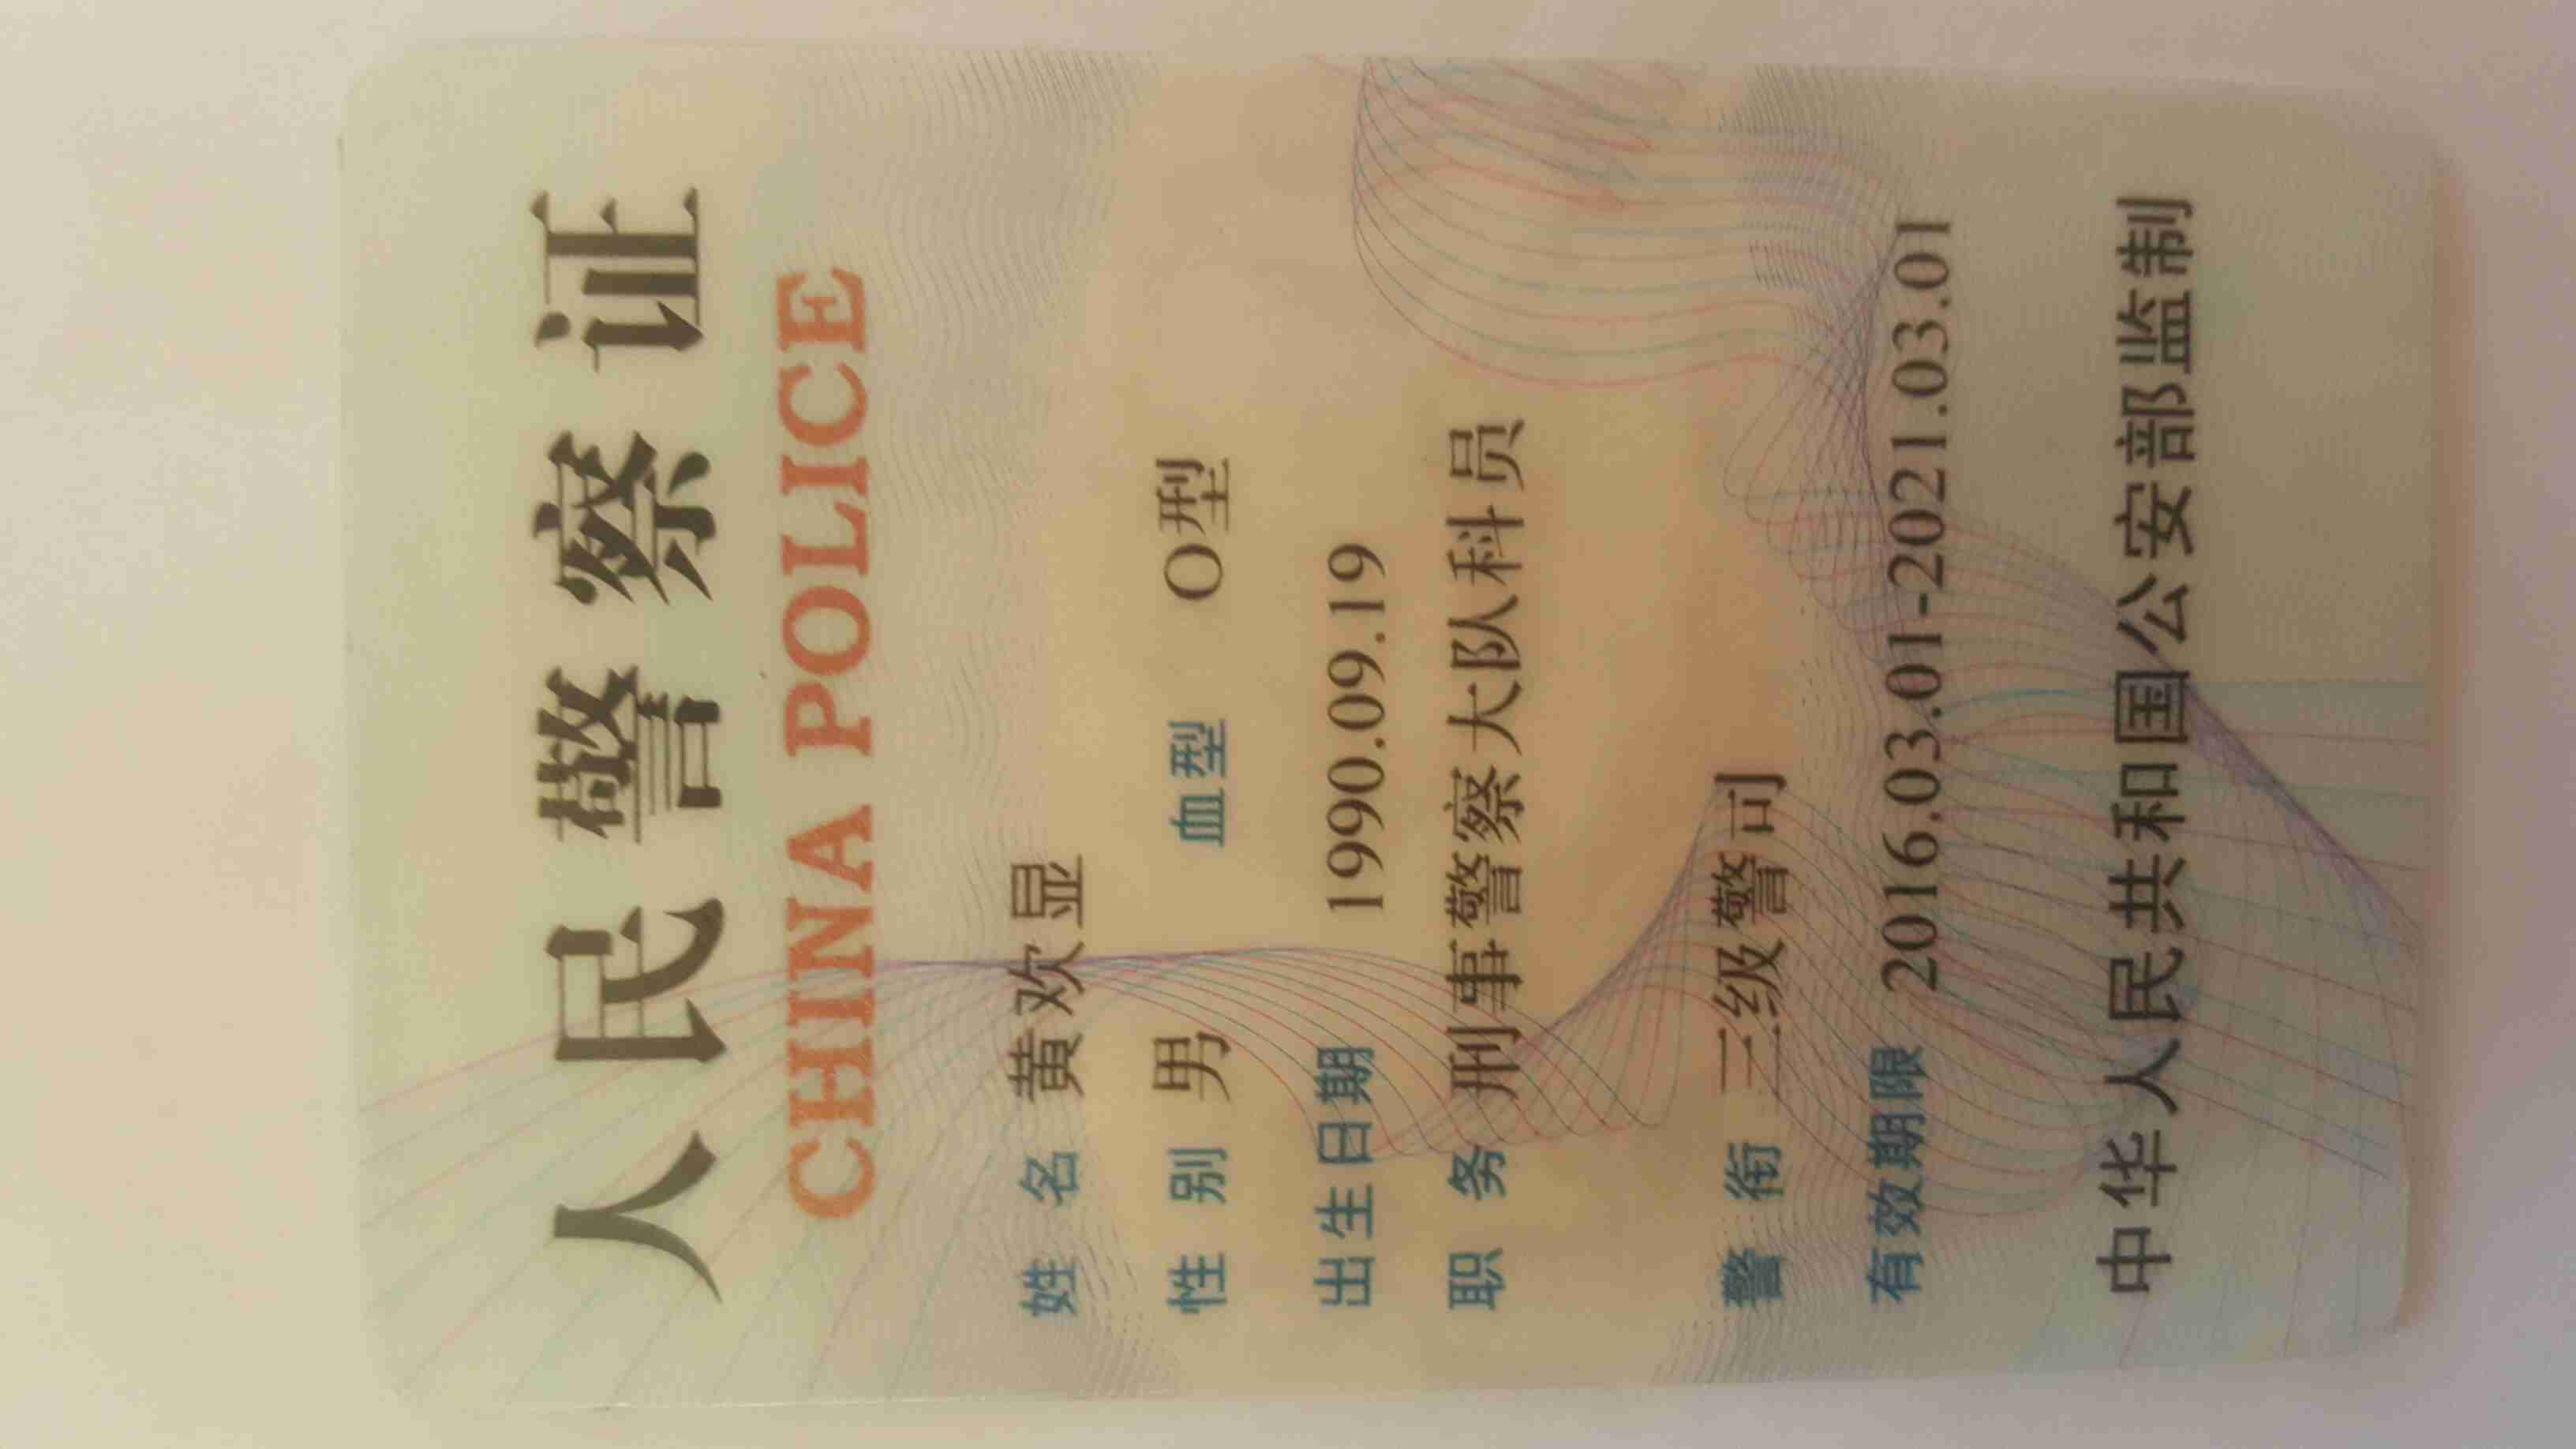 人民警察证
CHINA POLICE
姓 名 黄欢显
性 别 男 血型 O型
出生日期 1990.09.19
职 务 刑事警察大队科员
警 衔 三级警司
有效期限 2016.03.01-2021.03.01
中华人民共和国公安部监制